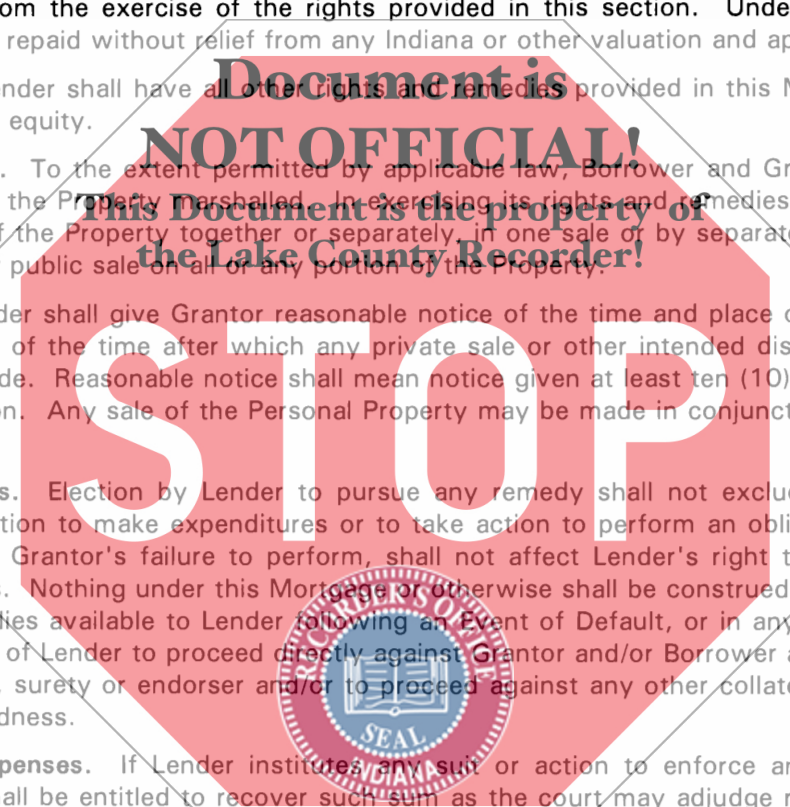 om the exercise of the rights provided in this section. Unde
repaid without relief from any Indiana or other valuation and ap
Document is
nder shall have all other rights and remedies provided in this M
equity.
NOT OFFICIAL!
. To the extent permitted by applicable law, Borrower and Gr
the Property marshalled. In exercising its rights and remedies
This Document is the property of
f the Property together or separately, in one sale or by separat
the Lake County Recorder!
public sale on all or any portion of the Property.
der shall give Grantor reasonable notice of the time and place o
of the time after which any private sale or other intended dis
de. Reasonable notice shall mean notice given at least ten (10)
on. Any sale of the Personal Property may be made in conjunct
STOP
s. Election by Lender to pursue any remedy shall not exclu
tion to make expenditures or to take action to perform an obli
Grantor's failure to perform, shall not affect Lender's right t
s. Nothing under this Mortgage or otherwise shall be construed
dies available to Lender following an Event of Default, or in any
of Lender to proceed directly against Grantor and/or Borrower a
, surety or endorser and/or to proceed against any other collate
dness.
RECORDER'S OFFICE
SEAL
INDIANA
penses. If Lender institutes any suit or action to enforce an
all be entitled to recover such sum as the court may adjudge r